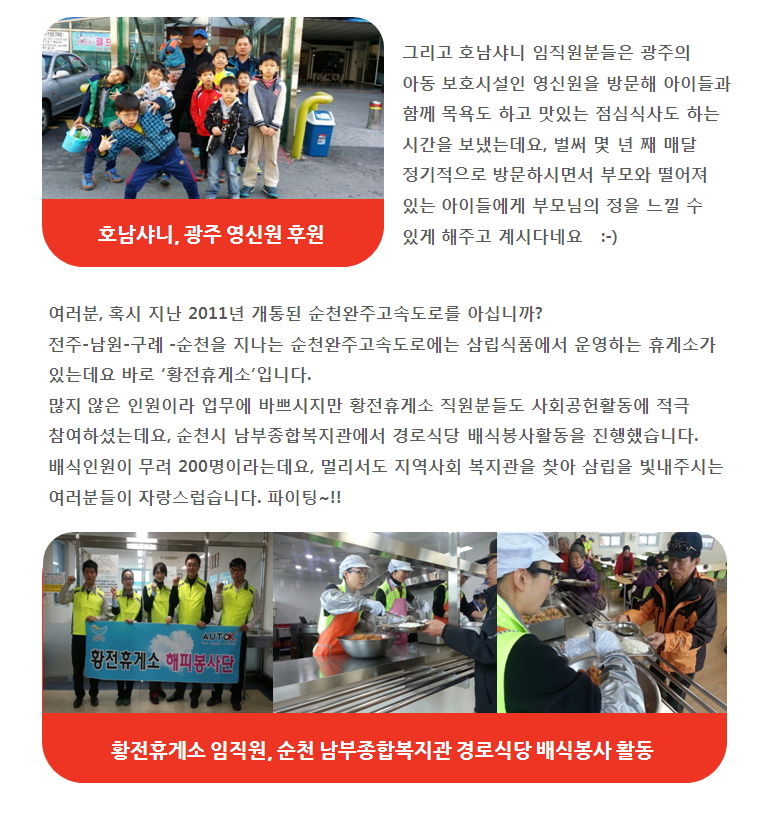 그리고 호남샤니 임직원분들은 광주의
아동 보호시설인 영신원을 방문해 아이들과
함께 목욕도 하고 맛있는 점심식사도 하는
시간을 보냈는데요, 벌써 몇 년 째 매달
정기적으로 방문하시면서 부모와 떨어져
있는 아이들에게 부모님의 정을 느낄 수
있게 해주고 계시다네요 :-)
호남샤니, 광주 영신원 후원
여러분, 혹시 지난 2011년 개통된 순천완주고속도로를 아십니까?
전주-남원-구례 -순천을 지나는 순천완주고속도로에는 삼립식품에서 운영하는 휴게소가
있는데요 바로 ‘황전휴게소’입니다.
많지 않은 인원이라 업무에 바쁘시지만 황전휴게소 직원분들도 사회공헌활동에 적극
참여하셨는데요, 순천시 남부종합복지관에서 경로식당 배식봉사활동을 진행했습니다.
배식인원이 무려 200명이라는데요, 멀리서도 지역사회 복지관을 찾아 삼립을 빛내주시는
여러분들이 자랑스럽습니다. 파이팅~!!
AUTOK
황전휴게소 해피봉사단
황전휴게소 임직원, 순천 남부종합복지관 경로식당 배식봉사 활동